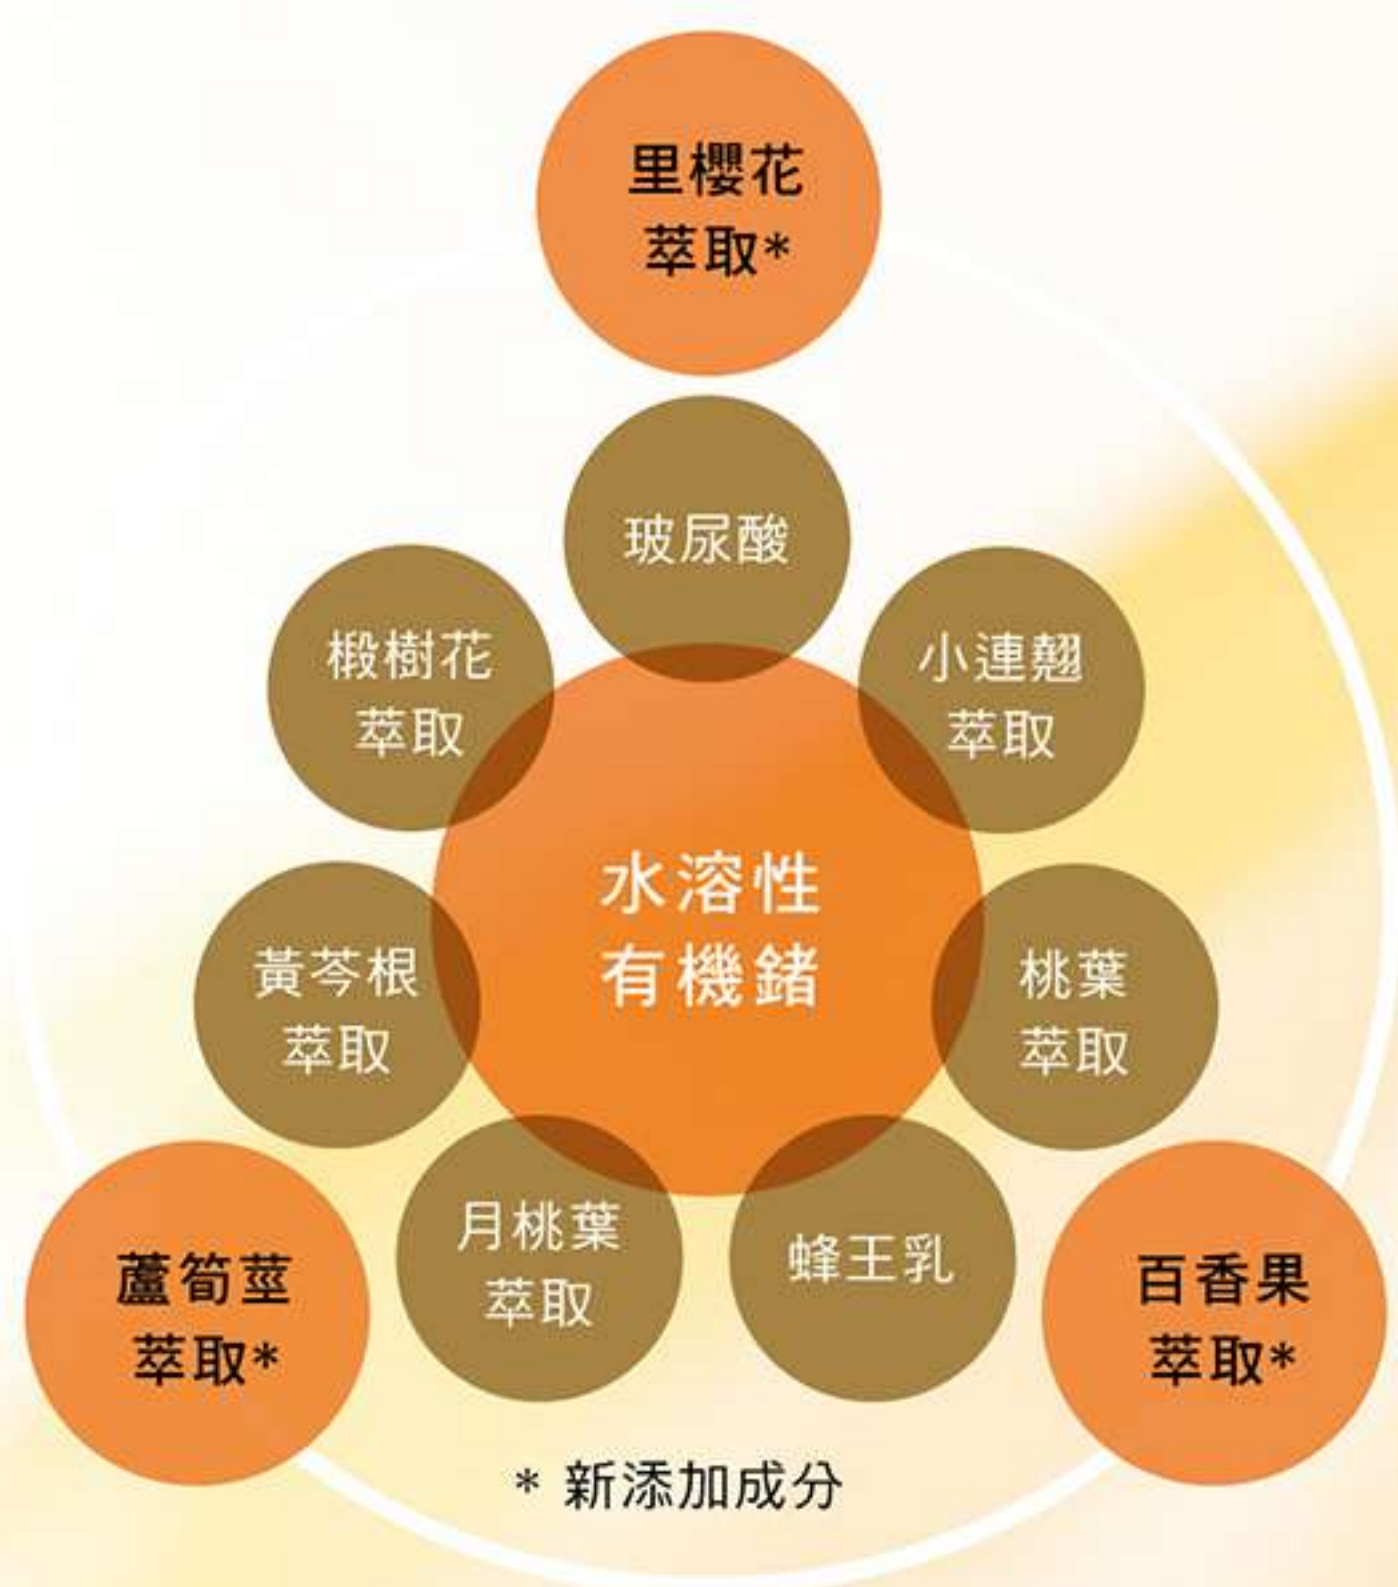 里櫻花
萃取*
玻尿酸
椴樹花
萃取
小連翹
萃取
水溶性
有機鍺
黃芩根
萃取
桃葉
萃取
月桃葉
萃取
蜂王乳
蘆筍莖
萃取*
百香果
萃取*
* 新添加成分